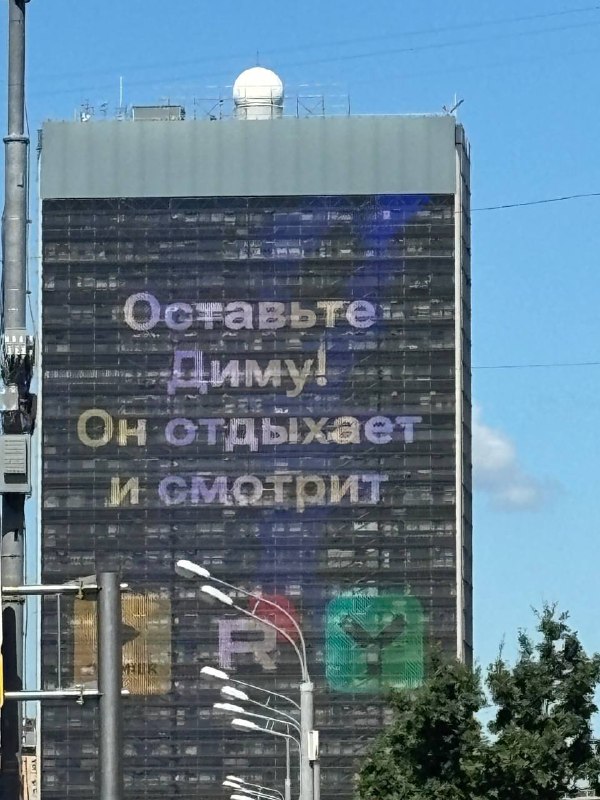 Оставьте
Диму!
Он отдыхает
и смотрит